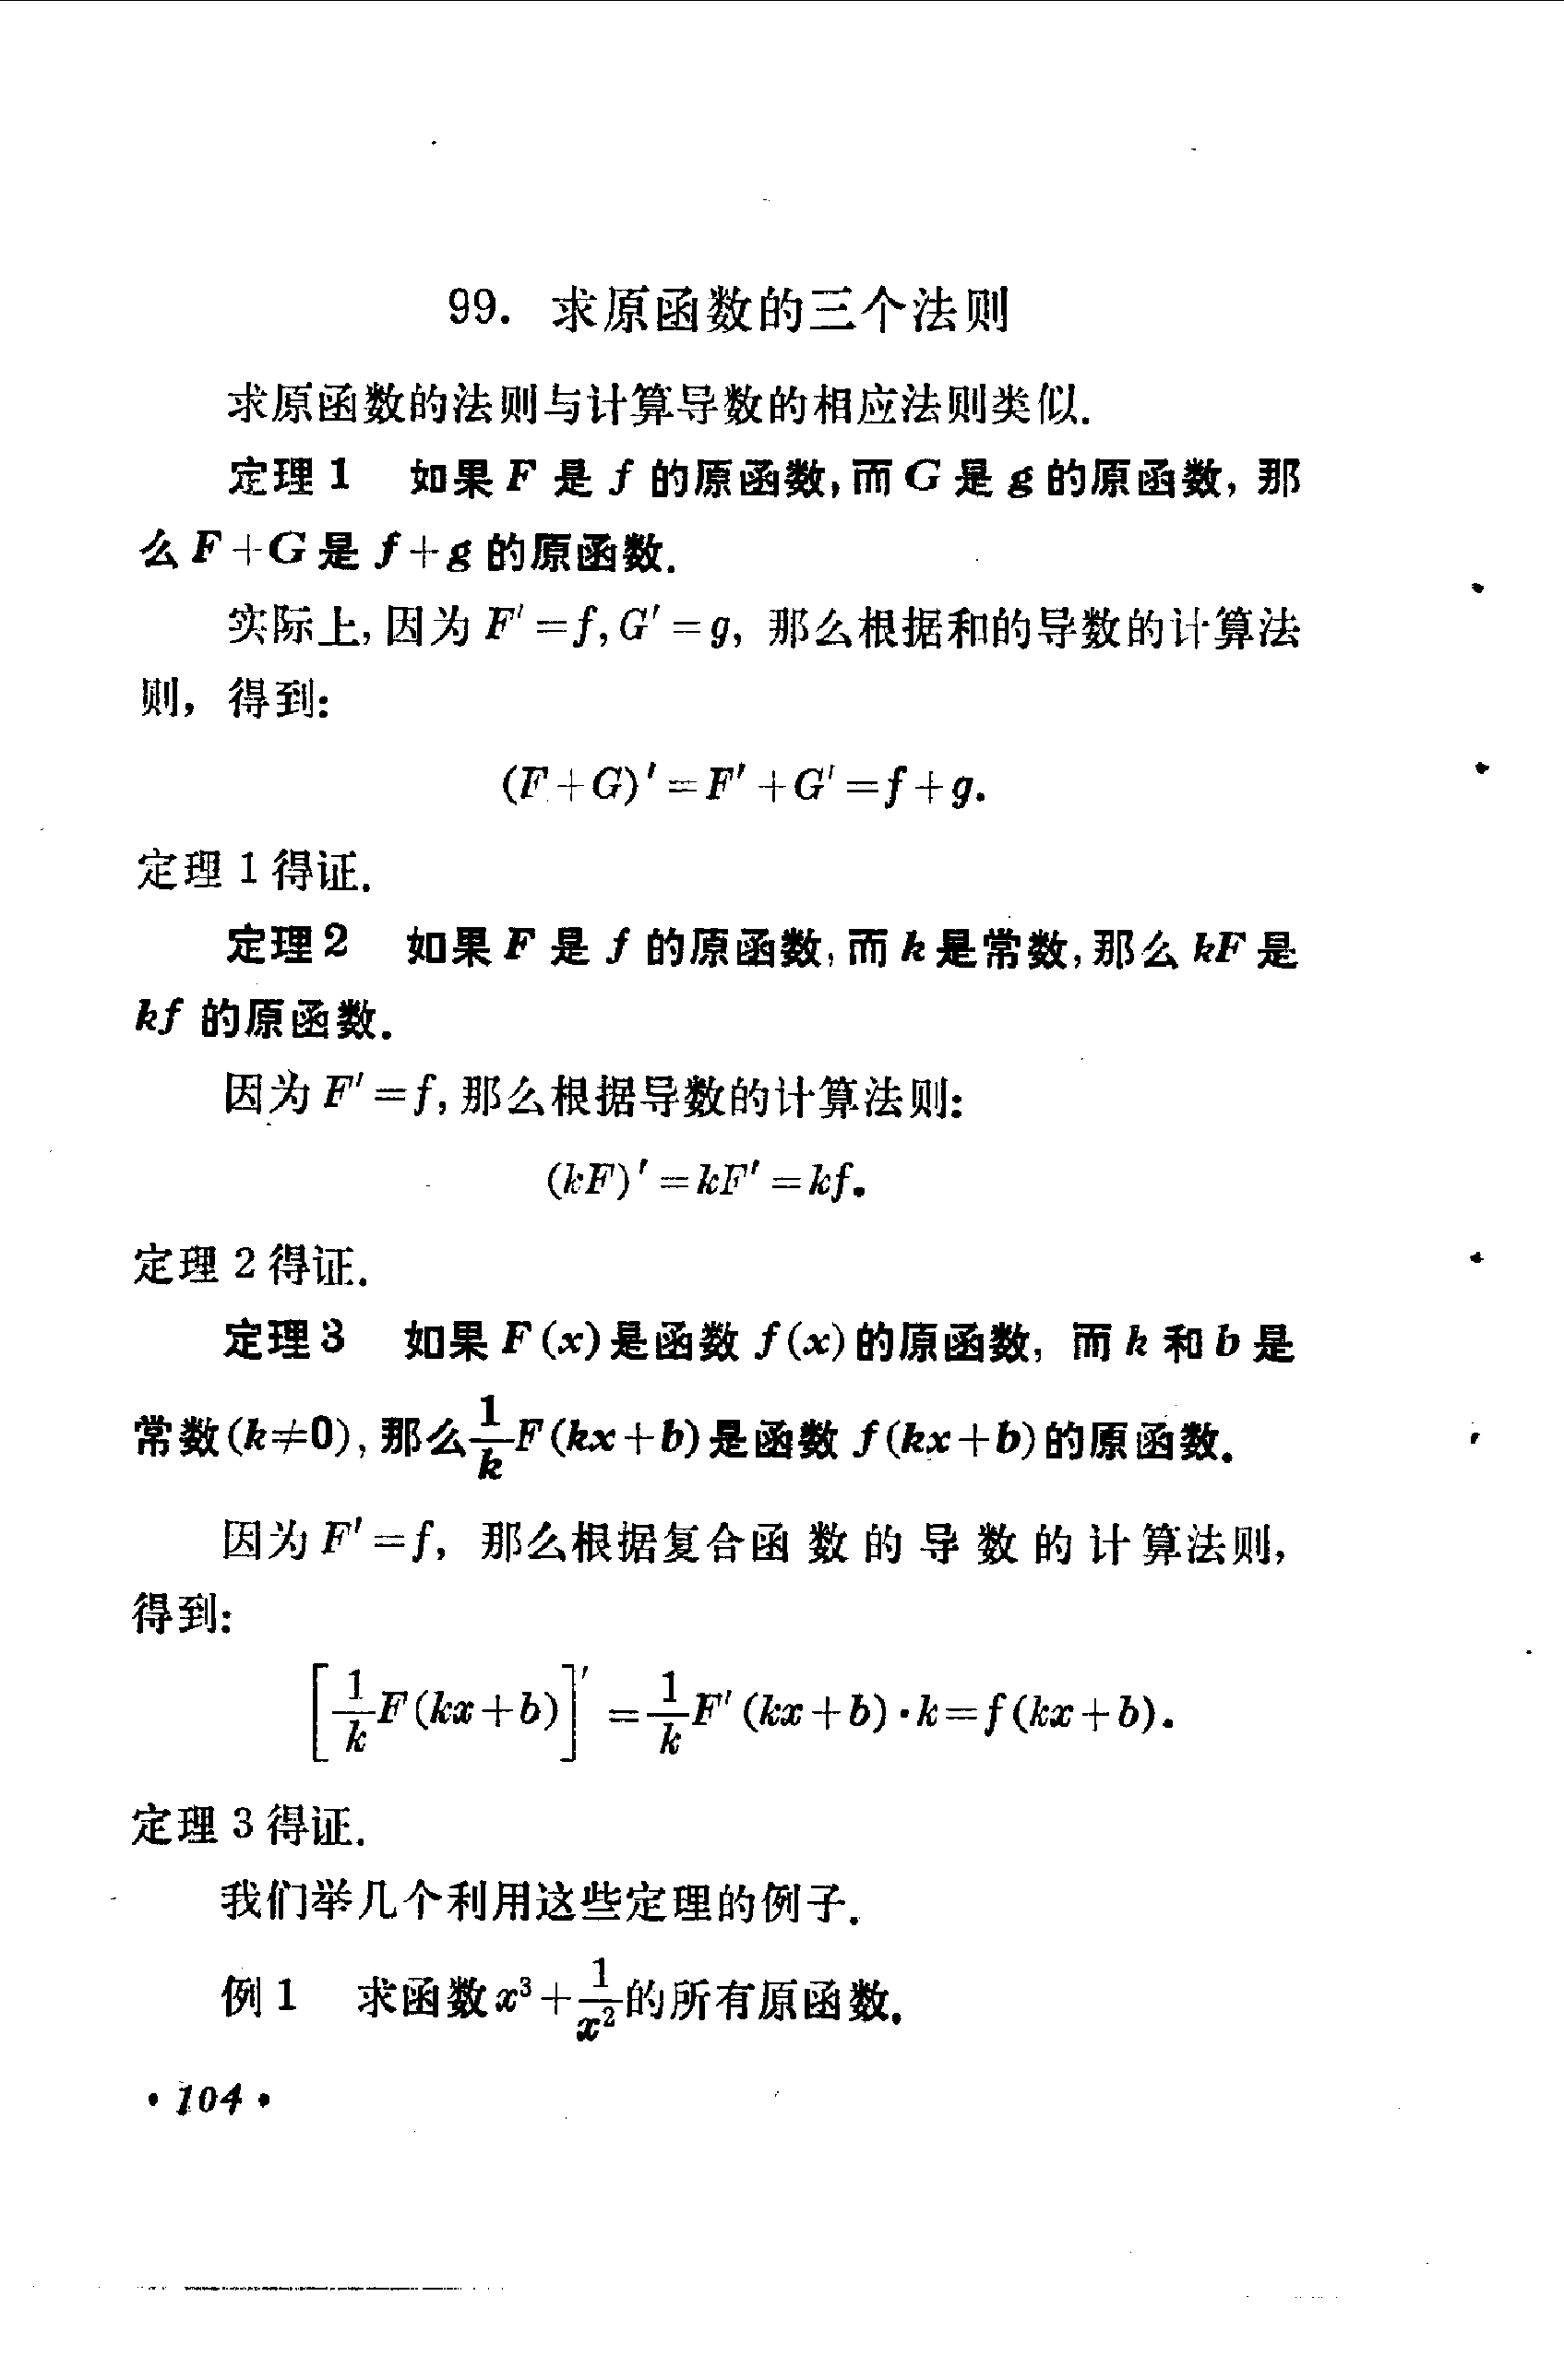 99. 求原函数的三个法则
求原函数的法则与计算导数的相应法则类似.
定理 1 如果 F 是 f 的原函数,而 G 是 g 的原函数, 那
么 F+G 是 f+g 的原函数.
实际上, 因为 F′=f, G′=g, 那么根据和的导数的计算法
则, 得到:
(F+G)′=F′+G′=f+g.
定理 1 得证.
定理 2 如果 F 是 f 的原函数, 而 k 是常数, 那么 kF 是
kf 的原函数.
因为 F′=f, 那么根据导数的计算法则:
(kF)′=kF′=kf.
定理 2 得证.
定理 3 如果 F(x) 是函数 f(x) 的原函数, 而 k 和 b 是
常数(k≠0), 那么 \frac{1}{k}F(kx+b) 是函数 f(kx+b) 的原函数.
因为 F′=f, 那么根据复合函数的导数的计算法则,
得到:
[\frac{1}{k}F(kx+b)]′=\frac{1}{k}F′(kx+b)·k=f(kx+b).
定理 3 得证.
我们举几个利用这些定理的例子.
例 1 求函数 x³+\frac{1}{x²} 的所有原函数.
·104·